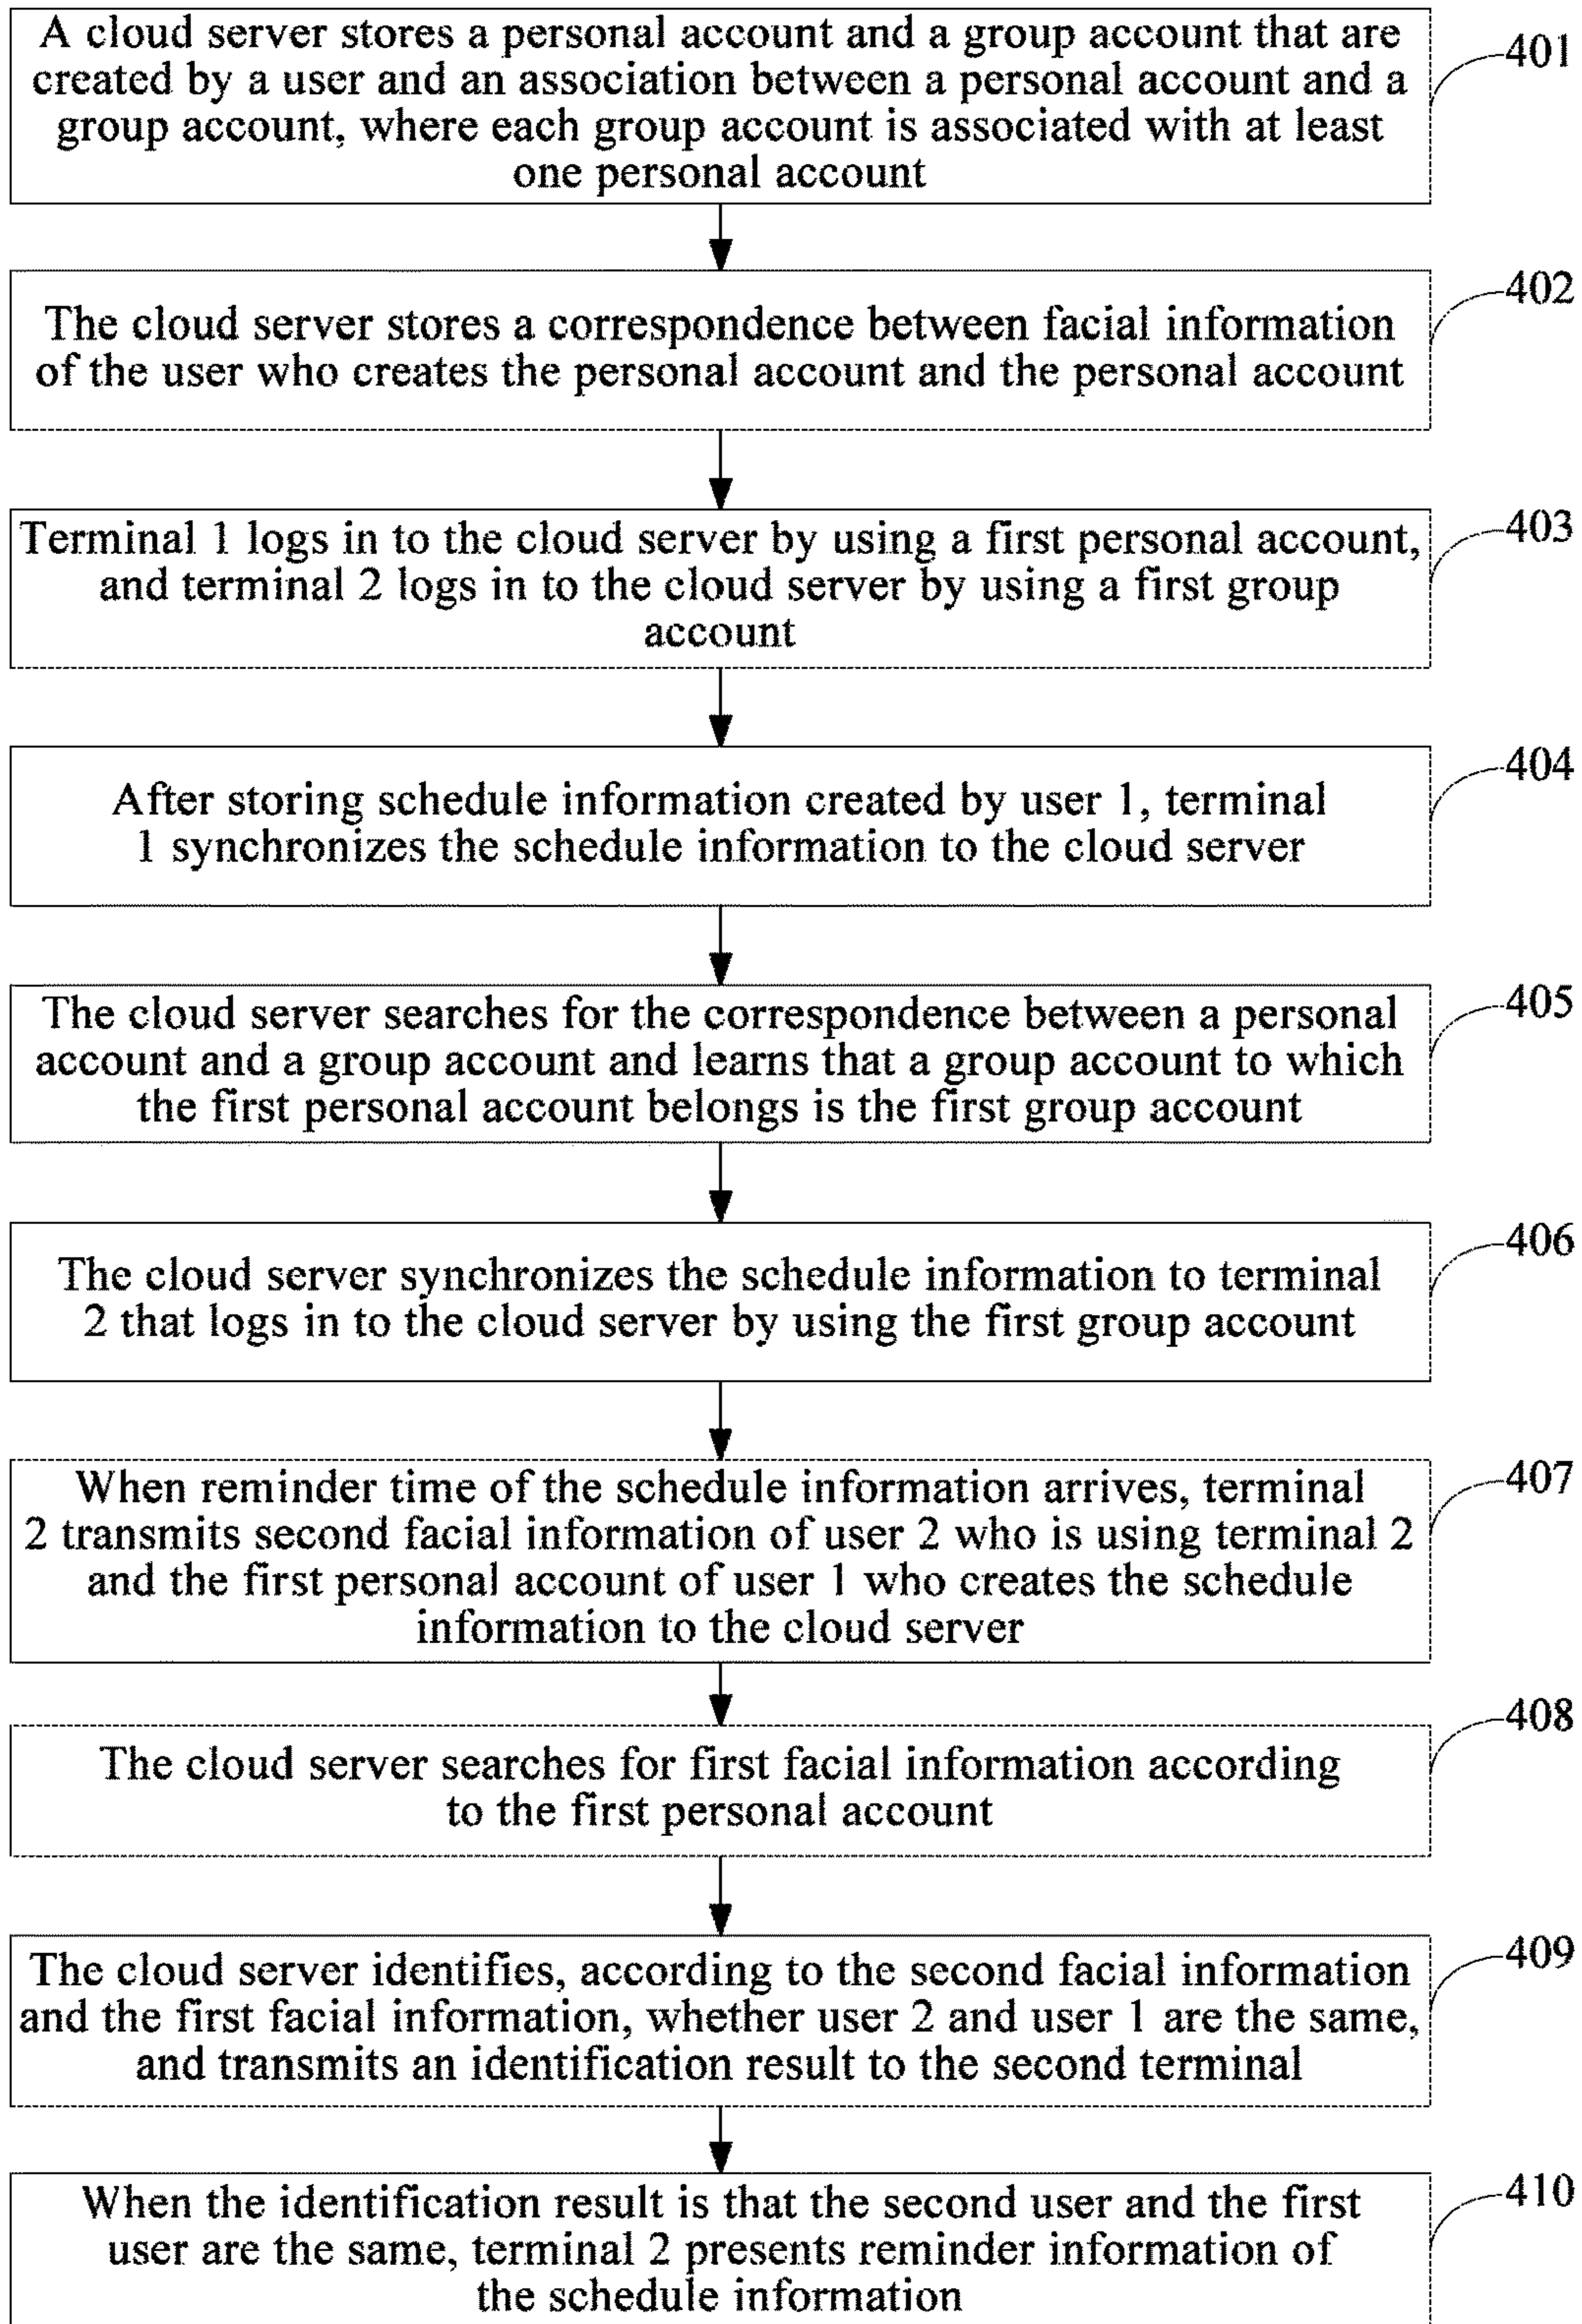 A cloud server stores a personal account and a group account that are
created by a user and an association between a personal account and a
group account, where each group account is associated with at least
one personal account
401
The cloud server stores a correspondence between facial information
of the user who creates the personal account and the personal account
402
Terminal 1 logs in to the cloud server by using a first personal account,
and terminal 2 logs in to the cloud server by using a first group
account
403
After storing schedule information created by user 1, terminal
1 synchronizes the schedule information to the cloud server
404
The cloud server searches for the correspondence between a personal
account and a group account and learns that a group account to which
the first personal account belongs is the first group account
405
The cloud server synchronizes the schedule information to terminal
2 that logs in to the cloud server by using the first group account
406
When reminder time of the schedule information arrives, terminal
2 transmits second facial information of user 2 who is using terminal 2
and the first personal account of user 1 who creates the schedule
information to the cloud server
407
The cloud server searches for first facial information according
to the first personal account
408
The cloud server identifies, according to the second facial information
and the first facial information, whether user 2 and user 1 are the same,
and transmits an identification result to the second terminal
409
When the identification result is that the second user and the first
user are the same, terminal 2 presents reminder information of
the schedule information
410